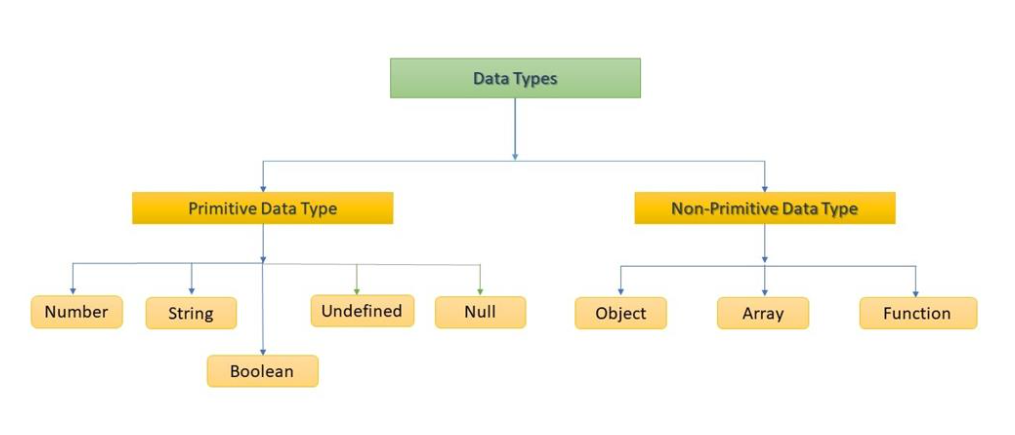 Data Types
Primitive Data Type
Non-Primitive Data Type
Number
String
Undefined
Null
Object
Array
Function
Boolean